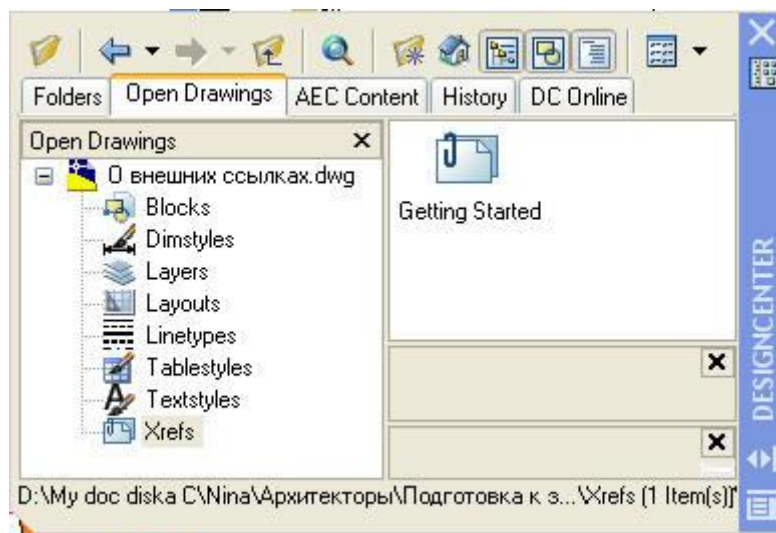 Folders Open Drawings AEC Content History DC Online
Open Drawings
О внешних ссылках.dwg
Blocks
Dimstyles
Layers
Layouts
Linetypes
Tablestyles
Textstyles
Xrefs
Getting Started
D:\My doc diska C\Nina\Архитекторы\Подготовка к э...\Xrefs (1 Item(s))
DESIGNCENTER